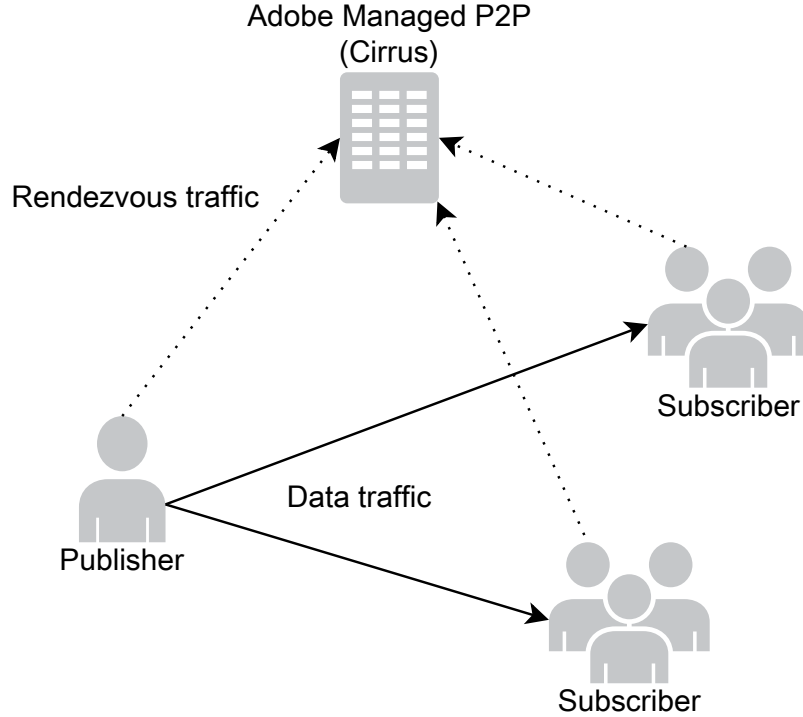 Adobe Managed P2P
(Cirrus)
Rendezvous traffic
Subscriber
Data traffic
Publisher
Subscriber